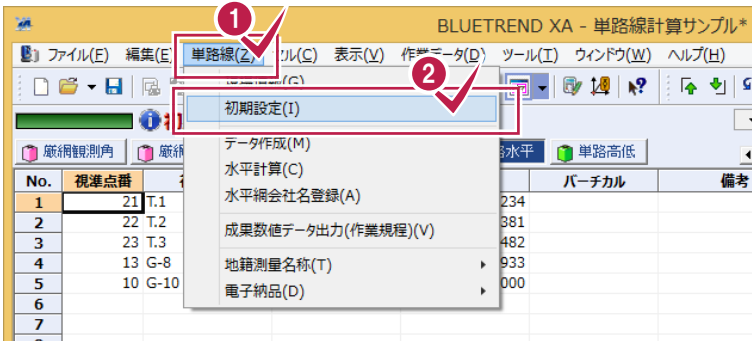 1
BLUETREND XA - 単路線計算サンプル*
ファイル(F) 編集(E) 単路線(Z) セル(C) 表示(V) 作業データ(D) ツール(T) ウィンドウ(W) ヘルプ(H)
2
初期設定(I)
データ作成(M)
水平計算(C)
水平網会社名登録(A)
成果数値データ出力(作業規程)(V)
地籍測量名称(T)
電子納品(D)
厳網観測角 水平 単路高低
No. 視準点番 バーチカル 備考
1 21 T.1 234
2 22 T.2 381
3 23 T.3 482
4 13 G-8 933
5 10 G-10 000
6
7